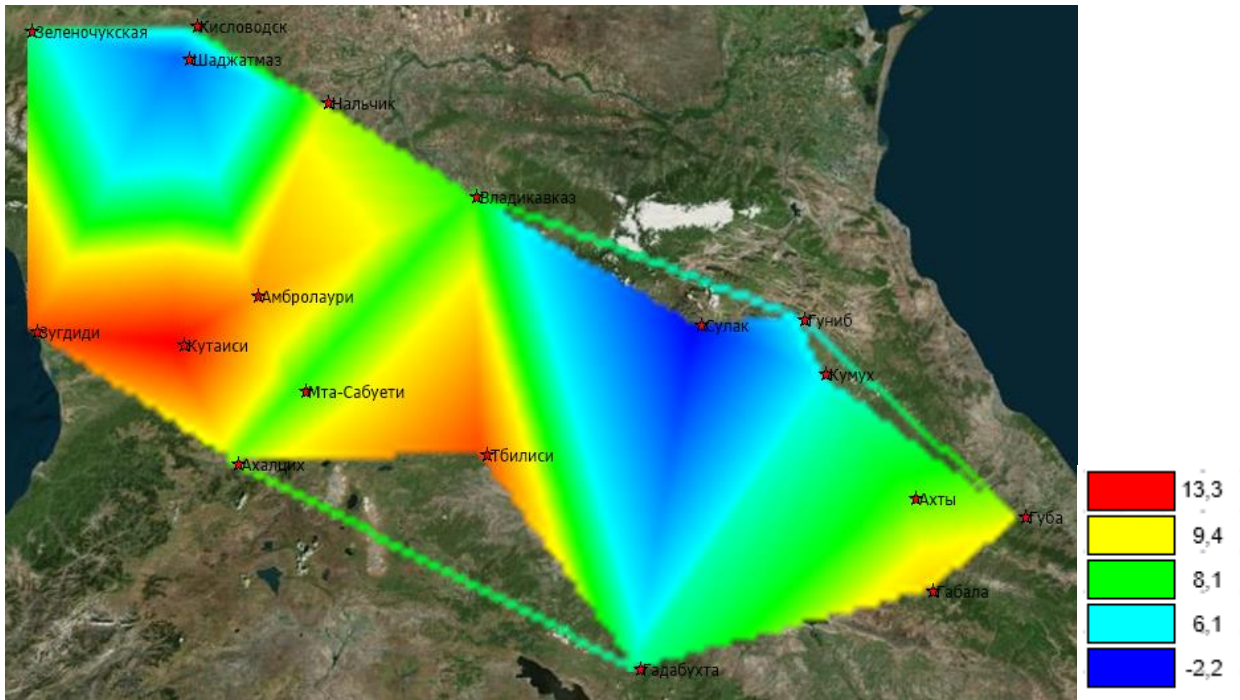 Кисловодск
Зеленочукская
Шаджатмаз
Нальчик
Владикавказ
Амбролаури
Гуниб
Сулак
Зугдиди
Кутаиси
Кумух
Мта-Сабуети
Тбилиси
Ахалцих
Ахты
Губа
Габала
Гадабухта
13,3
9,4
8,1
6,1
-2,2